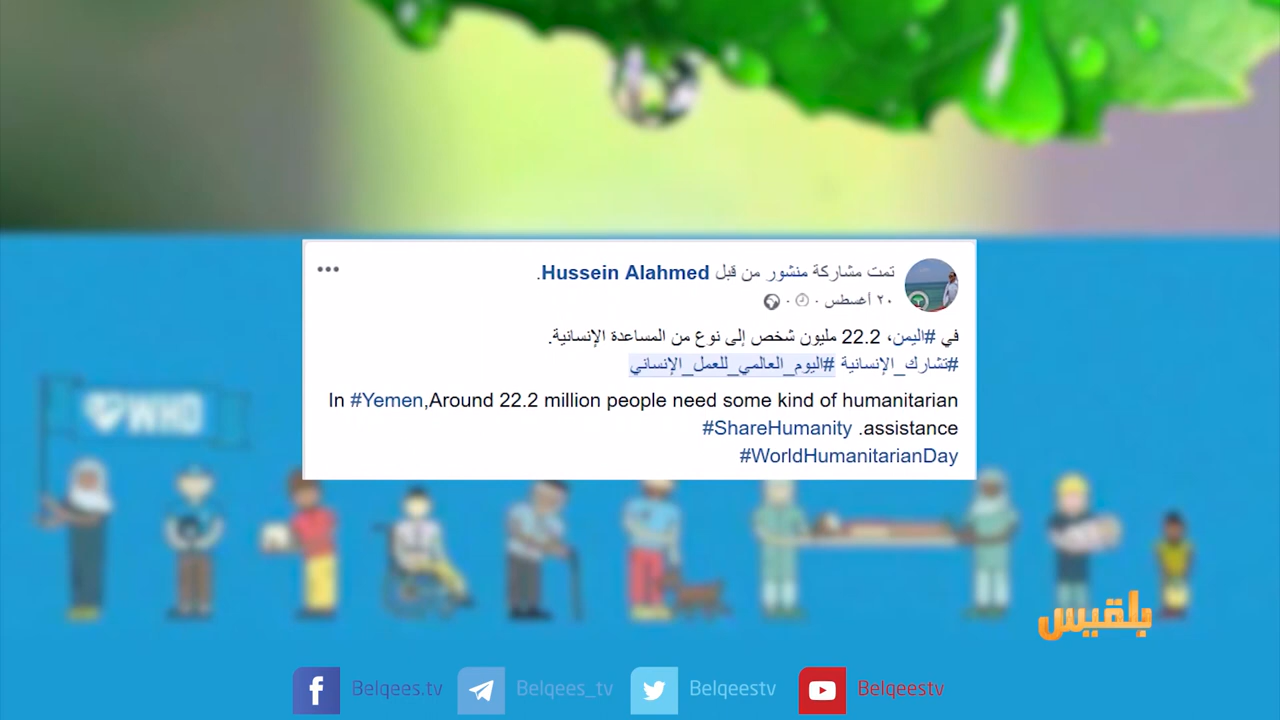 تمت مشاركة منشور من قبل Hussein Alahmed.
٢٠ أغسطس
في #اليمن، 22.2 مليون شخص إلى نوع من المساعدة الإنسانية.
#تشارك_الإنسانية #اليوم_العالمي_للعمل_الإنساني
In #Yemen,Around 22.2 million people need some kind of humanitarian
#ShareHumanity .assistance
#WorldHumanitarianDay
WHO
بلقيس
Belqees.tv Belqees_tv Belqeestv Belqeestv